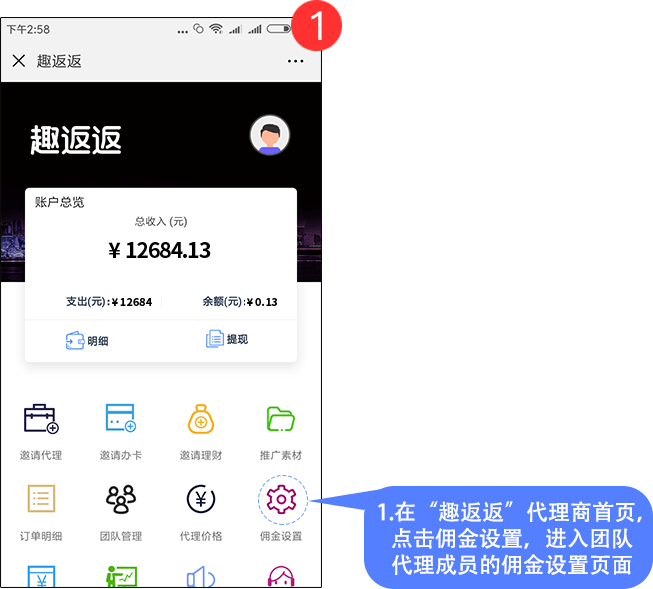 下午2:58
1
趣返返
趣返返
账户总览
总收入 (元)
¥ 12684.13
支出(元):¥12684 余额(元):¥0.13
明细 提现
邀请代理 邀请办卡 邀请理财 推广素材
订单明细 团队管理 代理价格 佣金设置
1.在“趣返返”代理商首页,
点击佣金设置，进入团队
代理成员的佣金设置页面